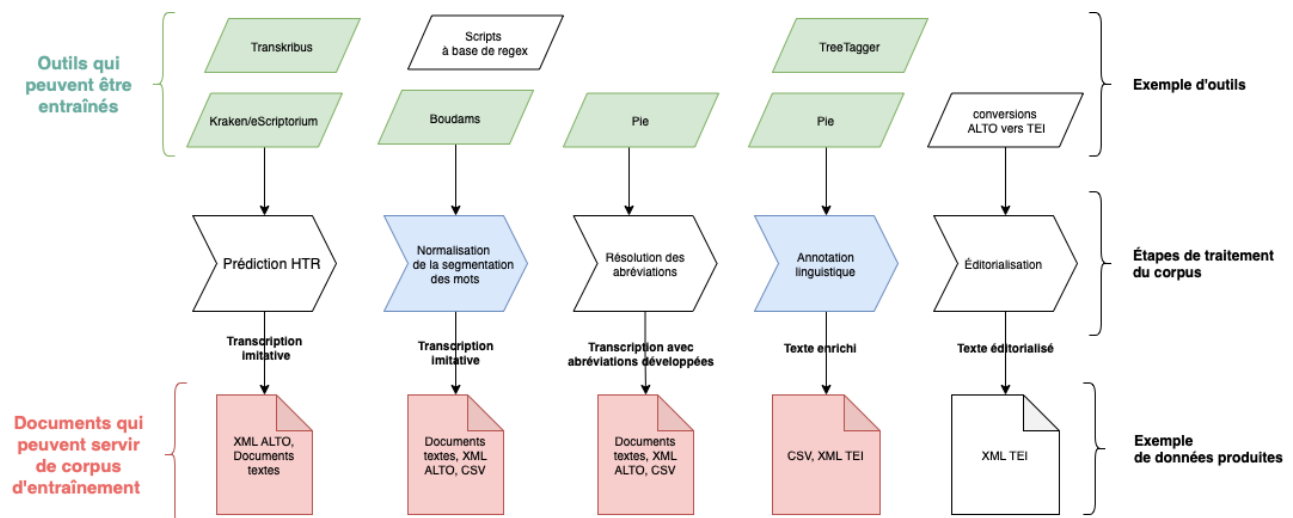 Outils qui
peuvent être
entraînés
Transkribus
Scripts
à base de regex
TreeTagger
Kraken/eScriptorium
Boudams
Pie
Pie
conversions
ALTO vers TEI
Exemple d'outils
Prédiction HTR
Normalisation
de la segmentation
des mots
Résolution des
abréviations
Annotation
linguistique
Éditorialisation
Étapes de traitement
du corpus
Transcription
imitative
Transcription
imitative
Transcription avec
abréviations développées
Texte enrichi
Texte éditorialisé
Documents qui
peuvent servir
de corpus
d'entraînement
XML ALTO,
Documents
textes
Documents
textes, XML
ALTO, CSV
Documents
textes, XML
ALTO, CSV
CSV, XML TEI
XML TEI
Exemple
de données produites